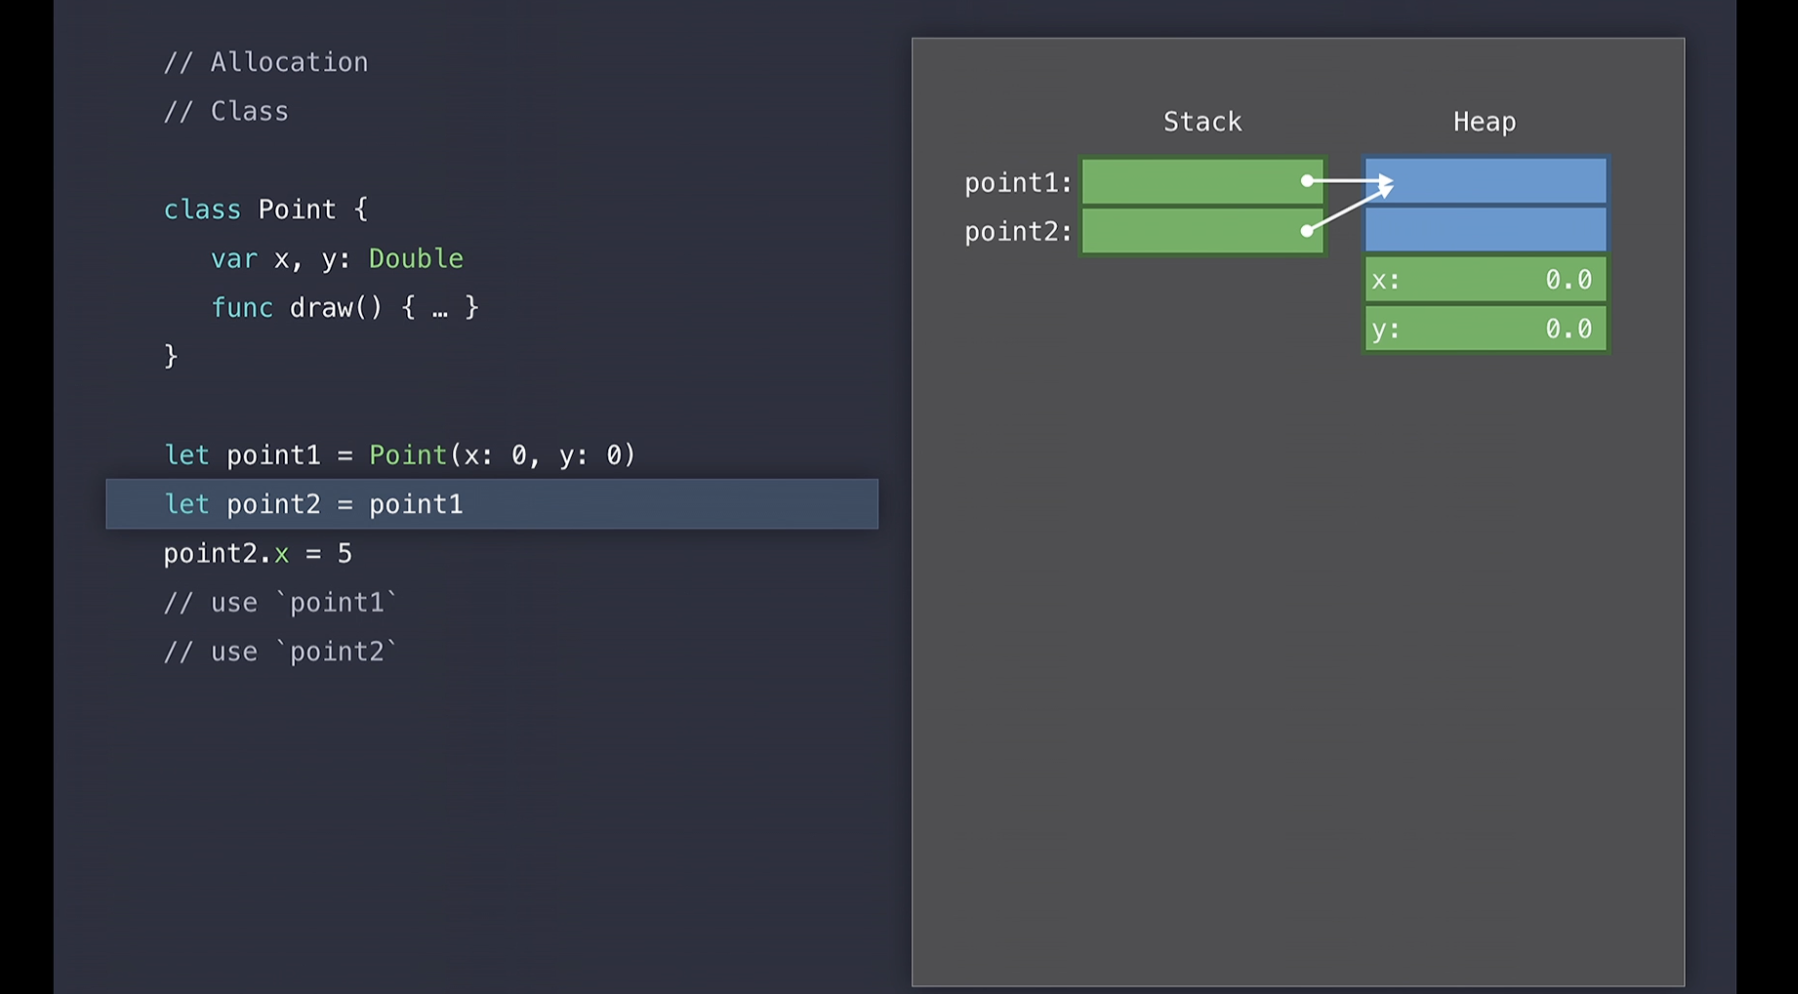 // Allocation
// Class
class Point {
   var x, y: Double
   func draw() { … }
}
let point1 = Point(x: 0, y: 0)
let point2 = point1
point2.x = 5
// use `point1`
// use `point2`
Stack Heap
point1:
point2:
x: 0.0
y: 0.0